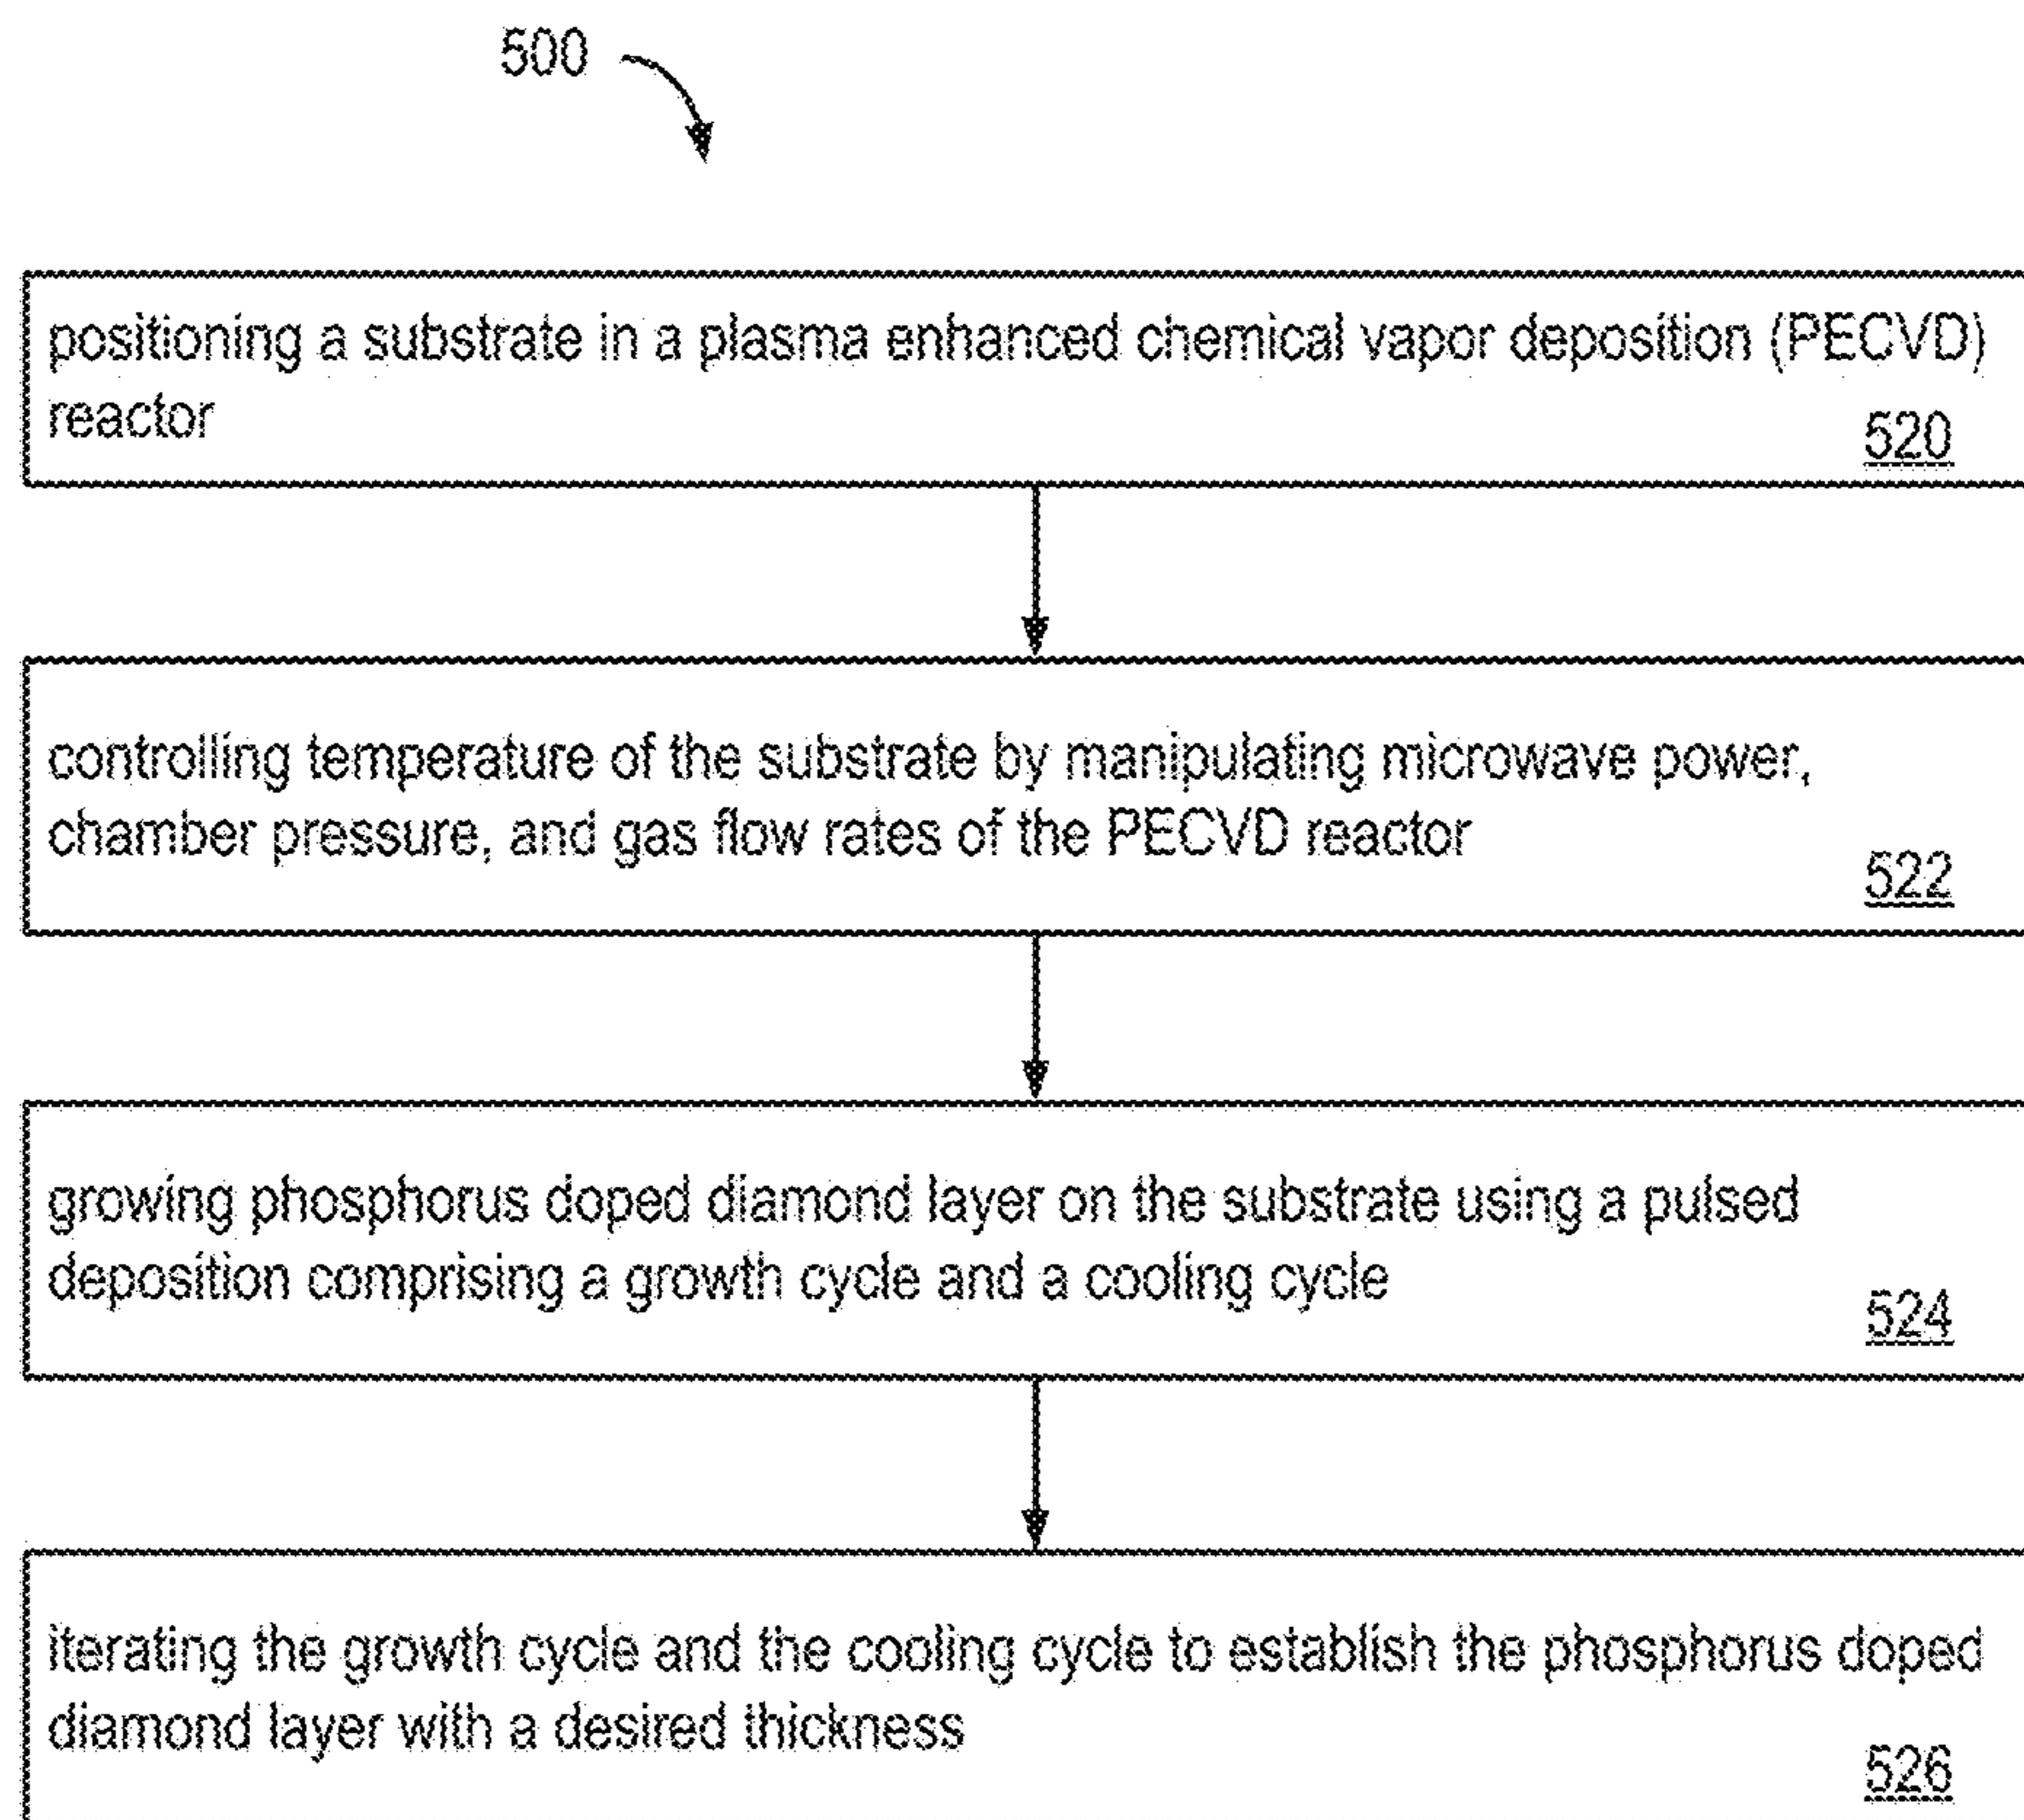 500
positioning a substrate in a plasma enhanced chemical vapor deposition (PECVD)
reactor
520
controlling temperature of the substrate by manipulating microwave power,
chamber pressure, and gas flow rates of the PECVD reactor
522
growing phosphorus doped diamond layer on the substrate using a pulsed
deposition comprising a growth cycle and a cooling cycle
524
iterating the growth cycle and the cooling cycle to establish the phosphorus doped
diamond layer with a desired thickness
526